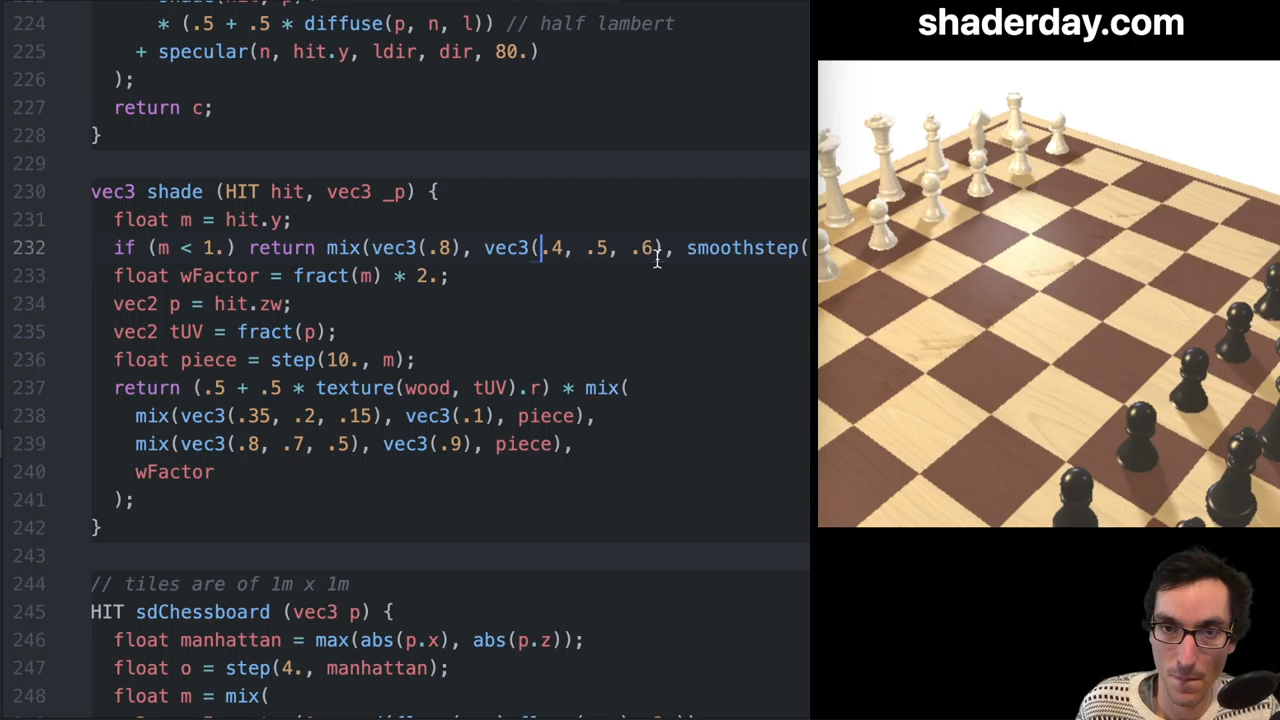 shaderday.com
224 * (.5 + .5 * diffuse(p, n, l)) // half lambert
225 + specular(n, hit.y, ldir, dir, 80.)
226 );
227 return c;
228 }
229
230 vec3 shade (HIT hit, vec3 _p) {
231 float m = hit.y;
232 if (m < 1.) return mix(vec3(.8), vec3(.4, .5, .6), smoothstep(
233 float wFactor = fract(m) * 2.;
234 vec2 p = hit.zw;
235 vec2 tUV = fract(p);
236 float piece = step(10., m);
237 return (.5 + .5 * texture(wood, tUV).r) * mix(
238 mix(vec3(.35, .2, .15), vec3(.1), piece),
239 mix(vec3(.8, .7, .5), vec3(.9), piece),
240 wFactor
241 );
242 }
243
244 // tiles are of 1m x 1m
245 HIT sdChessboard (vec3 p) {
246 float manhattan = max(abs(p.x), abs(p.z));
247 float o = step(4., manhattan);
248 float m = mix(